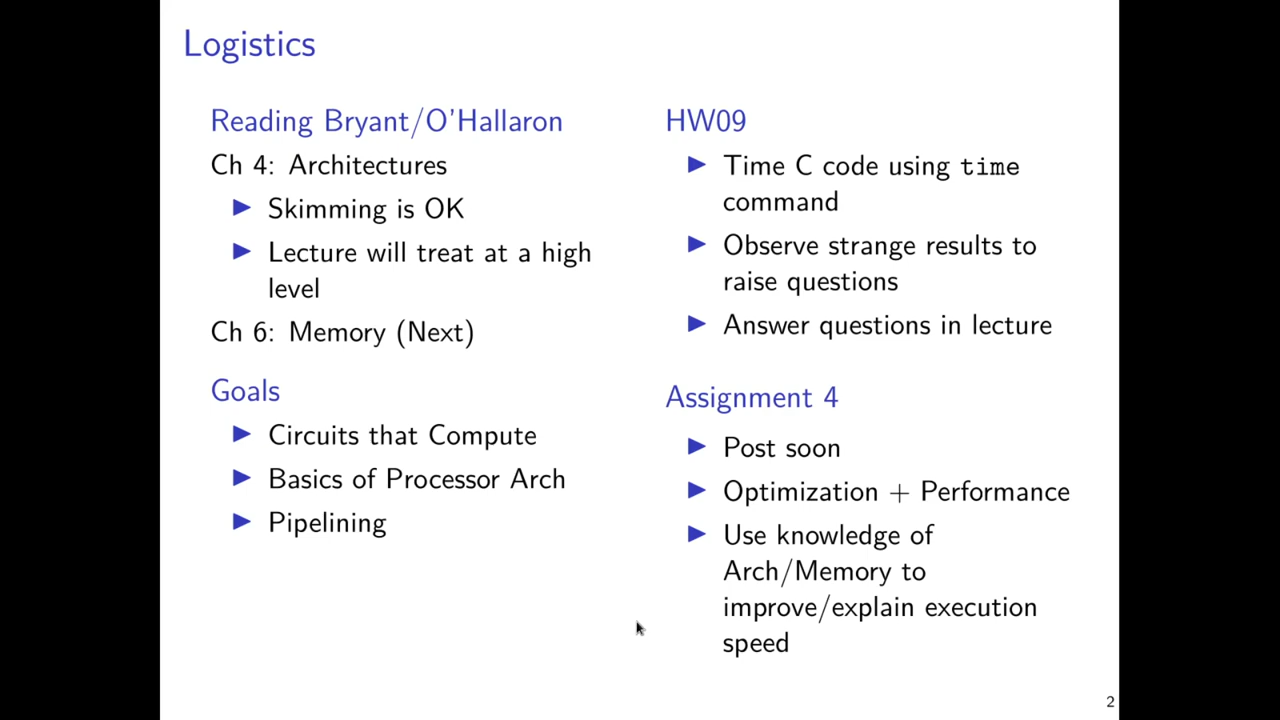 Logistics
Reading Bryant/O'Hallaron
Ch 4: Architectures
Skimming is OK
Lecture will treat at a high
level
Ch 6: Memory (Next)
Goals
Circuits that Compute
Basics of Processor Arch
Pipelining
HW09
Time C code using time
command
Observe strange results to
raise questions
Answer questions in lecture
Assignment 4
Post soon
Optimization + Performance
Use knowledge of
Arch/Memory to
improve/explain execution
speed
2